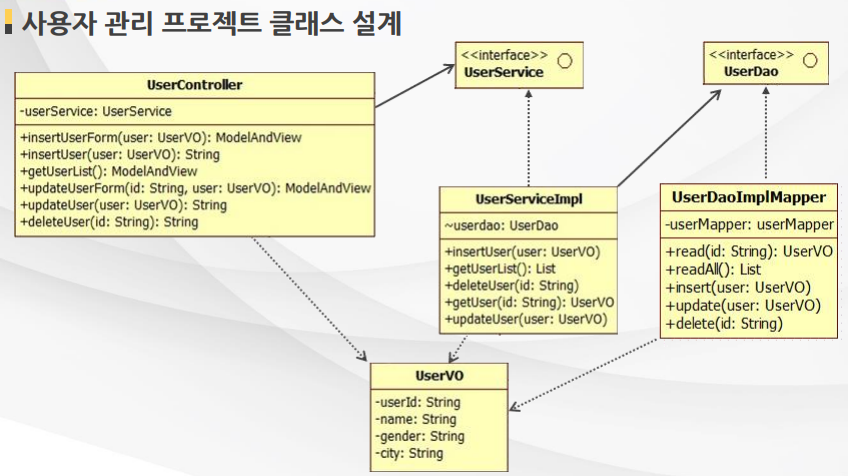 사용자 관리 프로젝트 클래스 설계
<<interface>>
UserService
<<interface>>
UserDao
UserController
-userService: UserService
+insertUserForm(user: UserVO): ModelAndView
+insertUser(user: UserVO): String
+getUserList(): ModelAndView
+updateUserForm(id: String, user: UserVO): ModelAndView
+updateUser(user: UserVO): String
+deleteUser(id: String): String
UserServiceImpl
~userdao: UserDao
+insertUser(user: UserVO)
+getUserList(): List
+deleteUser(id: String)
+getUser(id: String): UserVO
+updateUser(user: UserVO)
UserDaoImplMapper
-userMapper: userMapper
+read(id: String): UserVO
+readAll(): List
+insert(user: UserVO)
+update(user: UserVO)
+delete(id: String)
UserVO
-userId: String
-name: String
-gender: String
-city: String